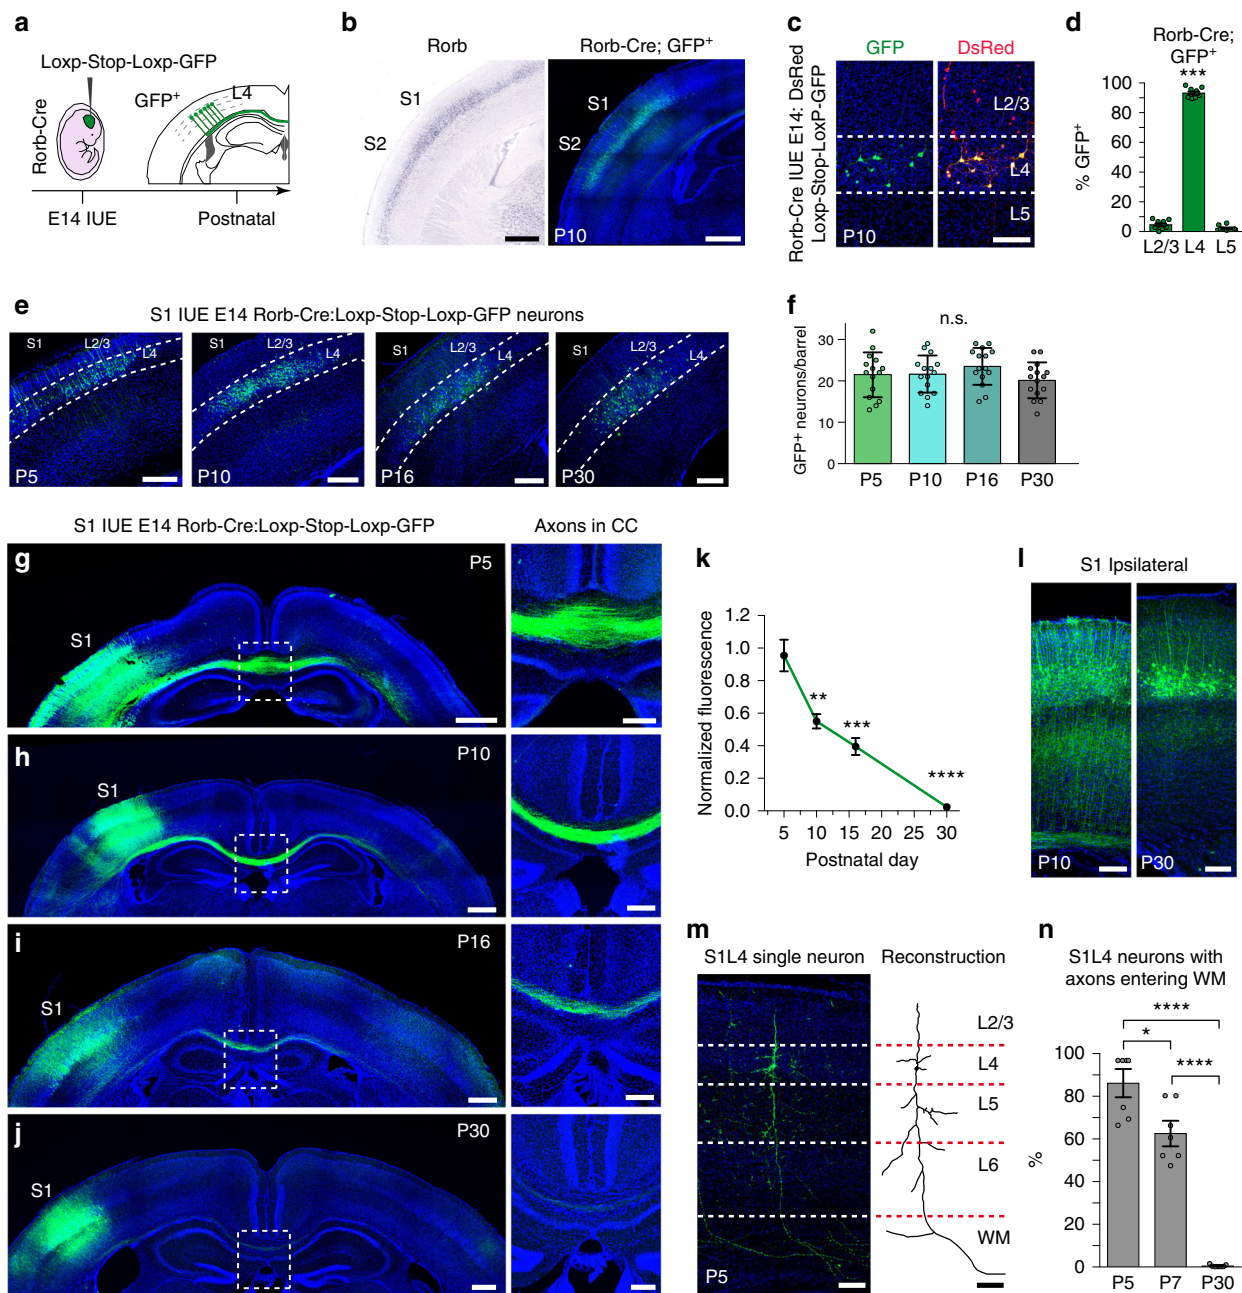 a
Loxp-Stop-Loxp-GFP
Rorb-Cre
GFP+
L4
E14 IUE
Postnatal
b
Rorb
Rorb-Cre; GFP+
S1
S2
S1
S2
P10
c
Rorb-Cre IUE E14: DsRed
Loxp-Stop-LoxP-GFP
GFP
DsRed
L2/3
L4
L5
P10
d
Rorb-Cre;
GFP+
***
% GFP+
100
80
60
40
20
0
L2/3 L4 L5
e
S1 IUE E14 Rorb-Cre:Loxp-Stop-Loxp-GFP neurons
S1 L2/3 L4
P5
S1 L2/3 L4
P10
S1 L2/3 L4
P16
S1 L2/3 L4
P30
f
n.s.
GFP+ neurons/barrel
30
20
10
0
P5 P10 P16 P30
S1 IUE E14 Rorb-Cre:Loxp-Stop-Loxp-GFP
Axons in CC
g
P5
S1
h
P10
S1
i
P16
S1
j
P30
S1
k
Normalized fluorescence
1.2
1.0
0.8
0.6
0.4
0.2
0.0
**
***
****
5 10 15 20 25 30
Postnatal day
l
S1 Ipsilateral
P10
P30
m
S1L4 single neuron
Reconstruction
L2/3
L4
L5
L6
WM
P5
n
S1L4 neurons with
axons entering WM
****
*
****
%
100
80
60
40
20
0
P5 P7 P30